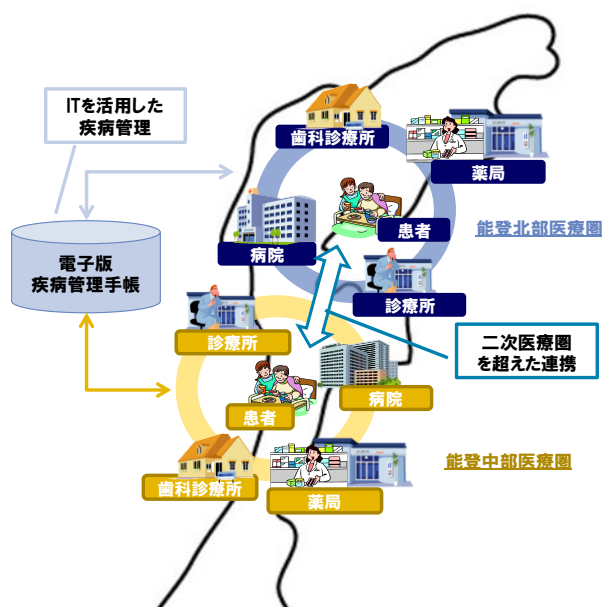 ITを活用した
疾病管理
歯科診療所
薬局
患者
能登北部医療圏
病院
電子版
疾病管理手帳
診療所
診療所
二次医療圏
を超えた連携
病院
患者
能登中部医療圏
歯科診療所
薬局